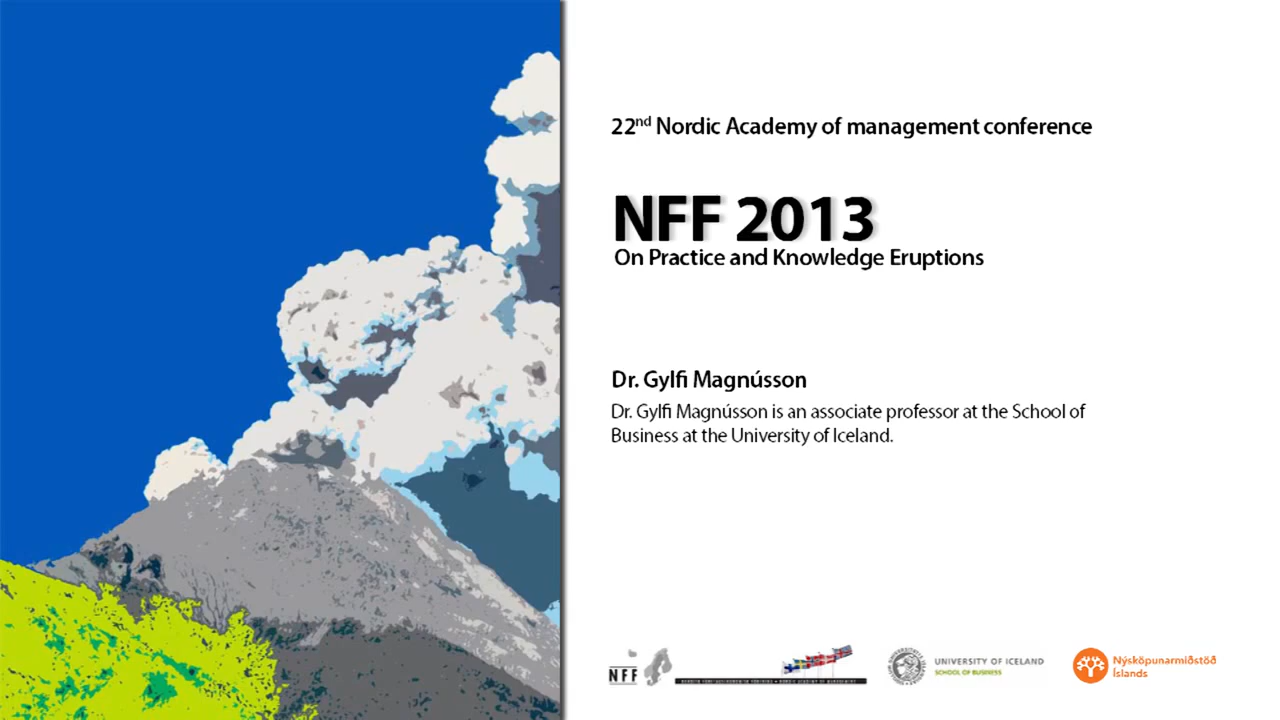 22nd Nordic Academy of management conference
NFF 2013
On Practice and Knowledge Eruptions
Dr. Gylfi Magnússon
Dr. Gylfi Magnússon is an associate professor at the School of
Business at the University of Iceland.
NFF
UNIVERSITY OF ICELAND
SCHOOL OF BUSINESS
Nýsköpunarmiðstöð
Íslands